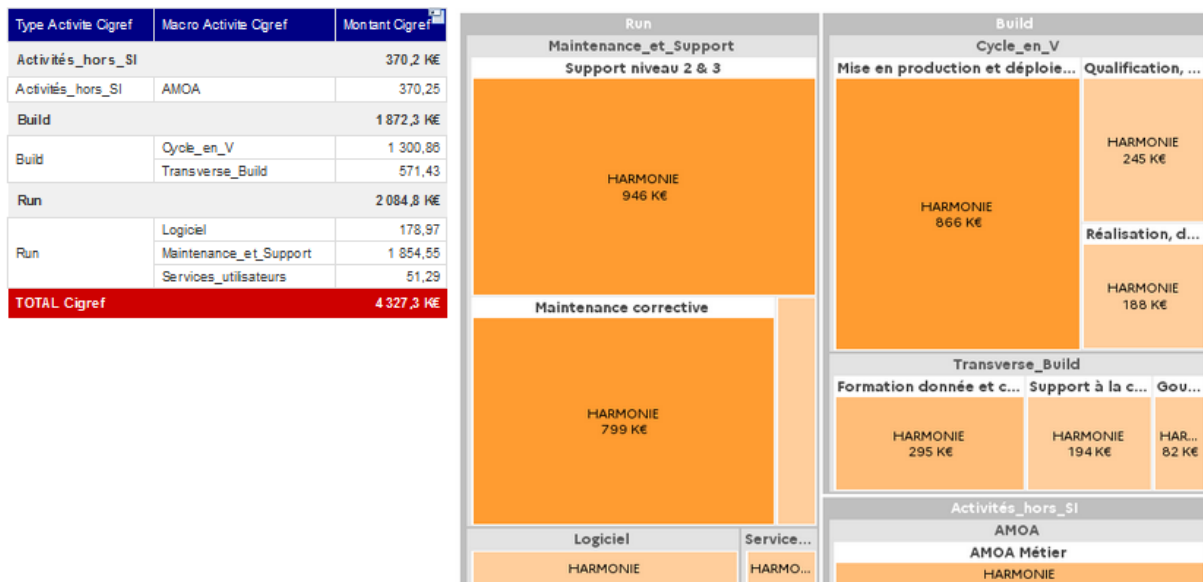 Type Activite Cigref Macro Activite Cigref Montant Cigref
Activités_hors_SI 370,2 K€
Activités_hors_SI AMOA 370,25
Build 1 872,3 K€
Build
Cycle_en_V 1 300,86
Transverse_Build 571,43
Run 2 084,8 K€
Run
Logiciel 178,97
Maintenance_et_Support 1 854,55
Services_utilisateurs 51,29
TOTAL Cigref 4 327,3 K€
Run
Maintenance_et_Support
Support niveau 2 & 3
HARMONIE
946 K€
Maintenance corrective
HARMONIE
799 K€
Logiciel
HARMONIE
Service...
HARMO...
Build
Cycle_en_V
Mise en production et déploie...
HARMONIE
866 K€
Qualification, ...
HARMONIE
245 K€
Réalisation, d...
HARMONIE
188 K€
Transverse_Build
Formation donnée et c...
HARMONIE
295 K€
Support à la c...
HARMONIE
194 K€
Gou...
HAR...
82 K€
Activités_hors_SI
AMOA
AMOA Métier
HARMONIE